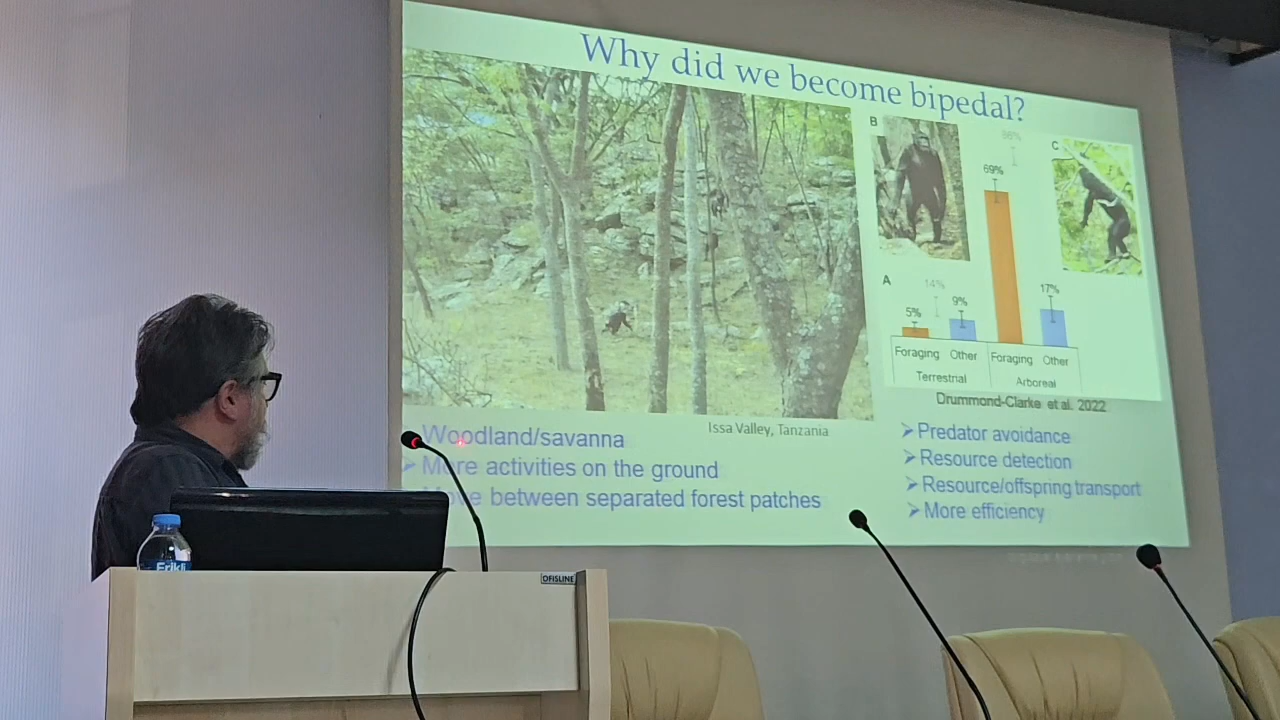 Why did we become bipedal?
B
C
86%
69%
A
14%
5%
9%
17%
Foraging Other Foraging Other
Terrestrial Arboreal
Drummond-Clarke et al. 2022
Issa Valley, Tanzania
Woodland/savanna
More activities on the ground
between separated forest patches
➢Predator avoidance
➢Resource detection
➢Resource/offspring transport
➢More efficiency
Erikli
OFISLINE